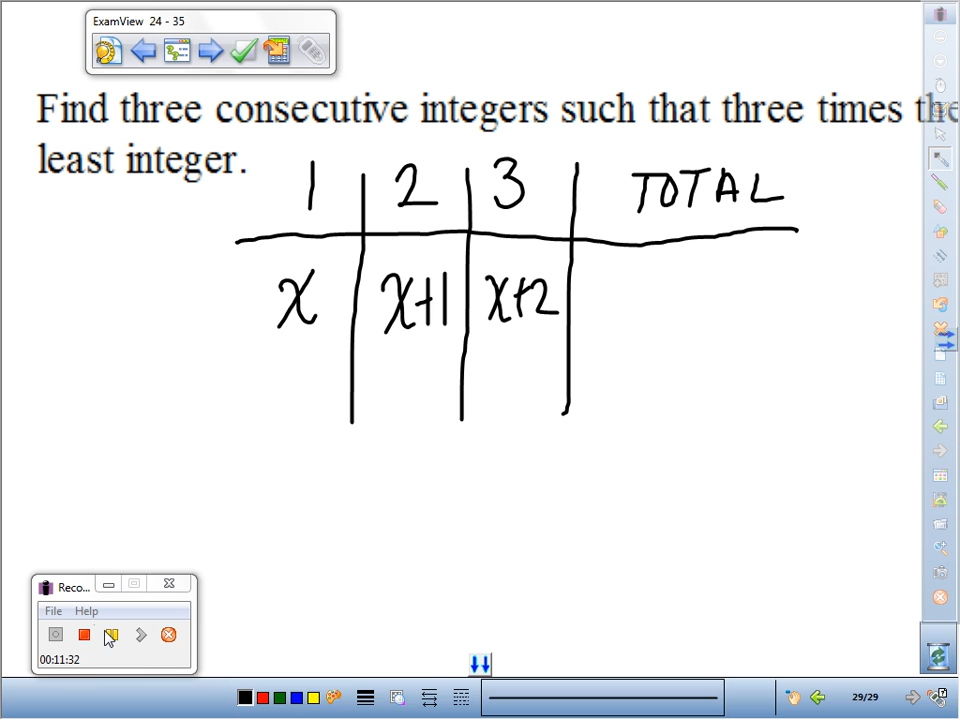 ExamView 24 - 35
Find three consecutive integers such that three times the
least integer.
1 2 3 TOTAL
x x+1 x+2
Reco...
File Help
00:11:32
29/29